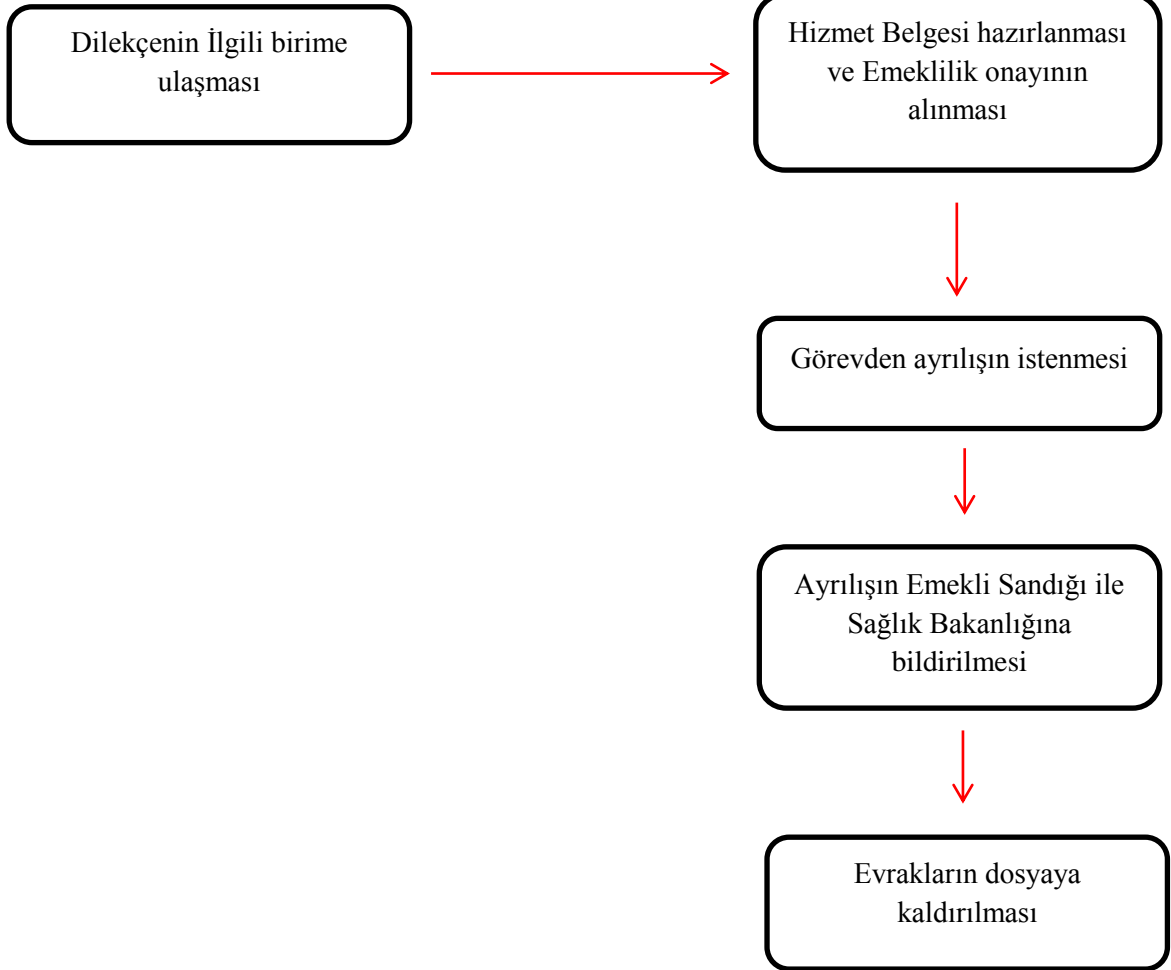 Dilekçenin İlgili birime
ulaşması
Hizmet Belgesi hazırlanması
ve Emeklilik onayının
alınması
Görevden ayrılışın istenmesi
Ayrılışın Emekli Sandığı ile
Sağlık Bakanlığına
bildirilmesi
Evrakların dosyaya
kaldırılması